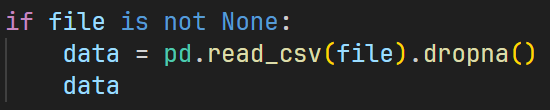 if file is not None:
    data = pd.read_csv(file).dropna()
    data